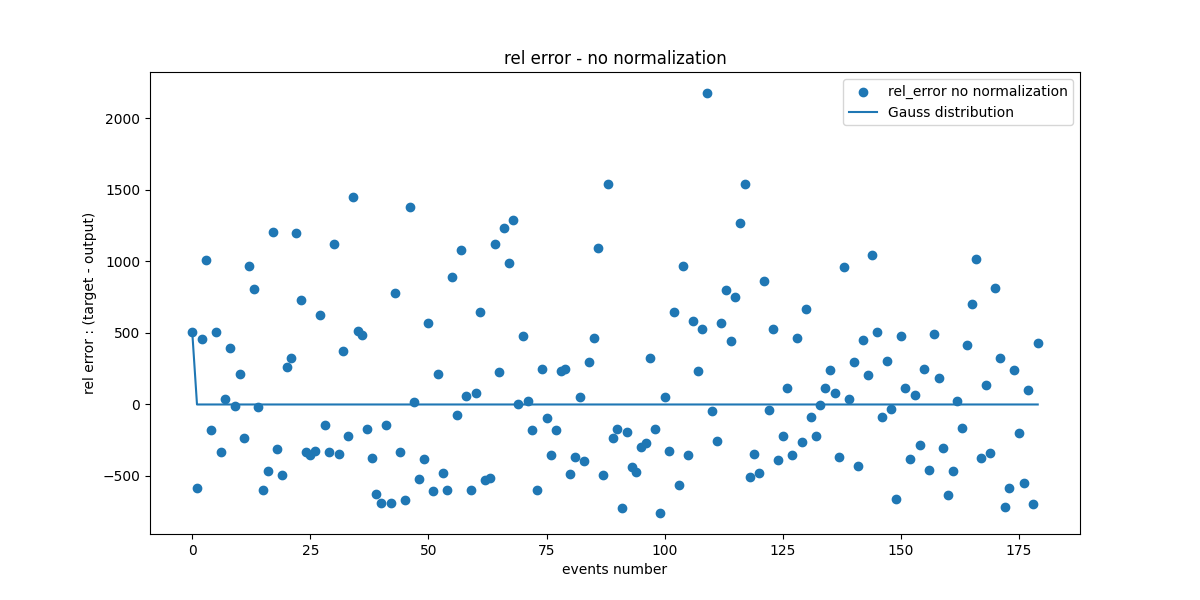 rel error - no normalization
rel_error no normalization
Gauss distribution
rel error : (target - output)
2000
1500
1000
500
0
−500
0
25
50
75
100
125
150
175
events number